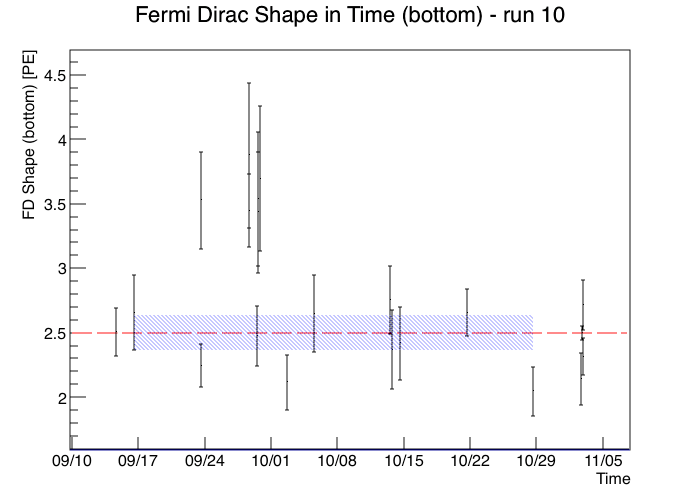 Fermi Dirac Shape in Time (bottom) - run 10
FD Shape (bottom) [PE]
4.5
4
3.5
3
2.5
2
09/10 09/17 09/24 10/01 10/08 10/15 10/22 10/29 11/05
Time